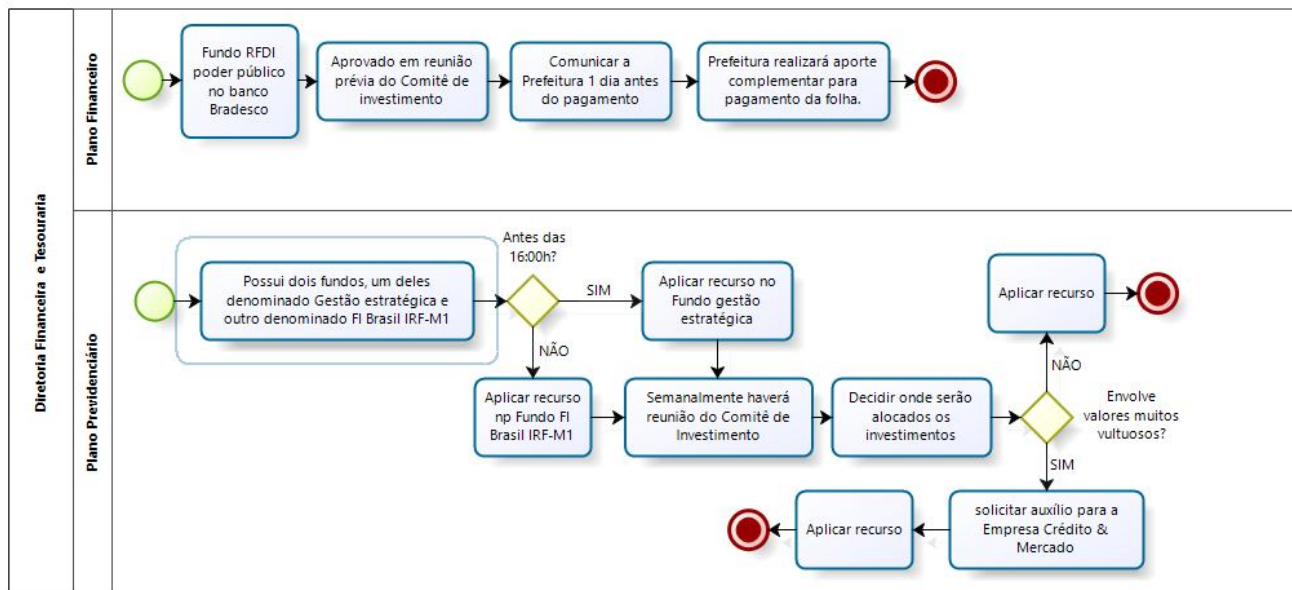 Diretoria Financeira e Tesouraria
Plano Financeiro
Fundo RFDI
poder público
no banco
Bradesco
Aprovado em reunião
prévia do Comitê de
investimento
Comunicar a
Prefeitura 1 dia antes
do pagamento
Prefeitura realizará aporte
complementar para
pagamento da folha.
Plano Previdenciário
Possui dois fundos, um deles
denominado Gestão estratégica e
outro denominado FI Brasil IRF-M1
Antes das
16:00h?
SIM
NÃO
Aplicar recurso no
Fundo gestão
estratégica
Aplicar recurso
np Fundo FI
Brasil IRF-M1
Semanalmente haverá
reunião do Comitê de
Investimento
Decidir onde serão
alocados os
investimentos
Envolve
valores muitos
vultuosos?
NÃO
Aplicar recurso
SIM
solicitar auxílio para a
Empresa Crédito &
Mercado
Aplicar recurso